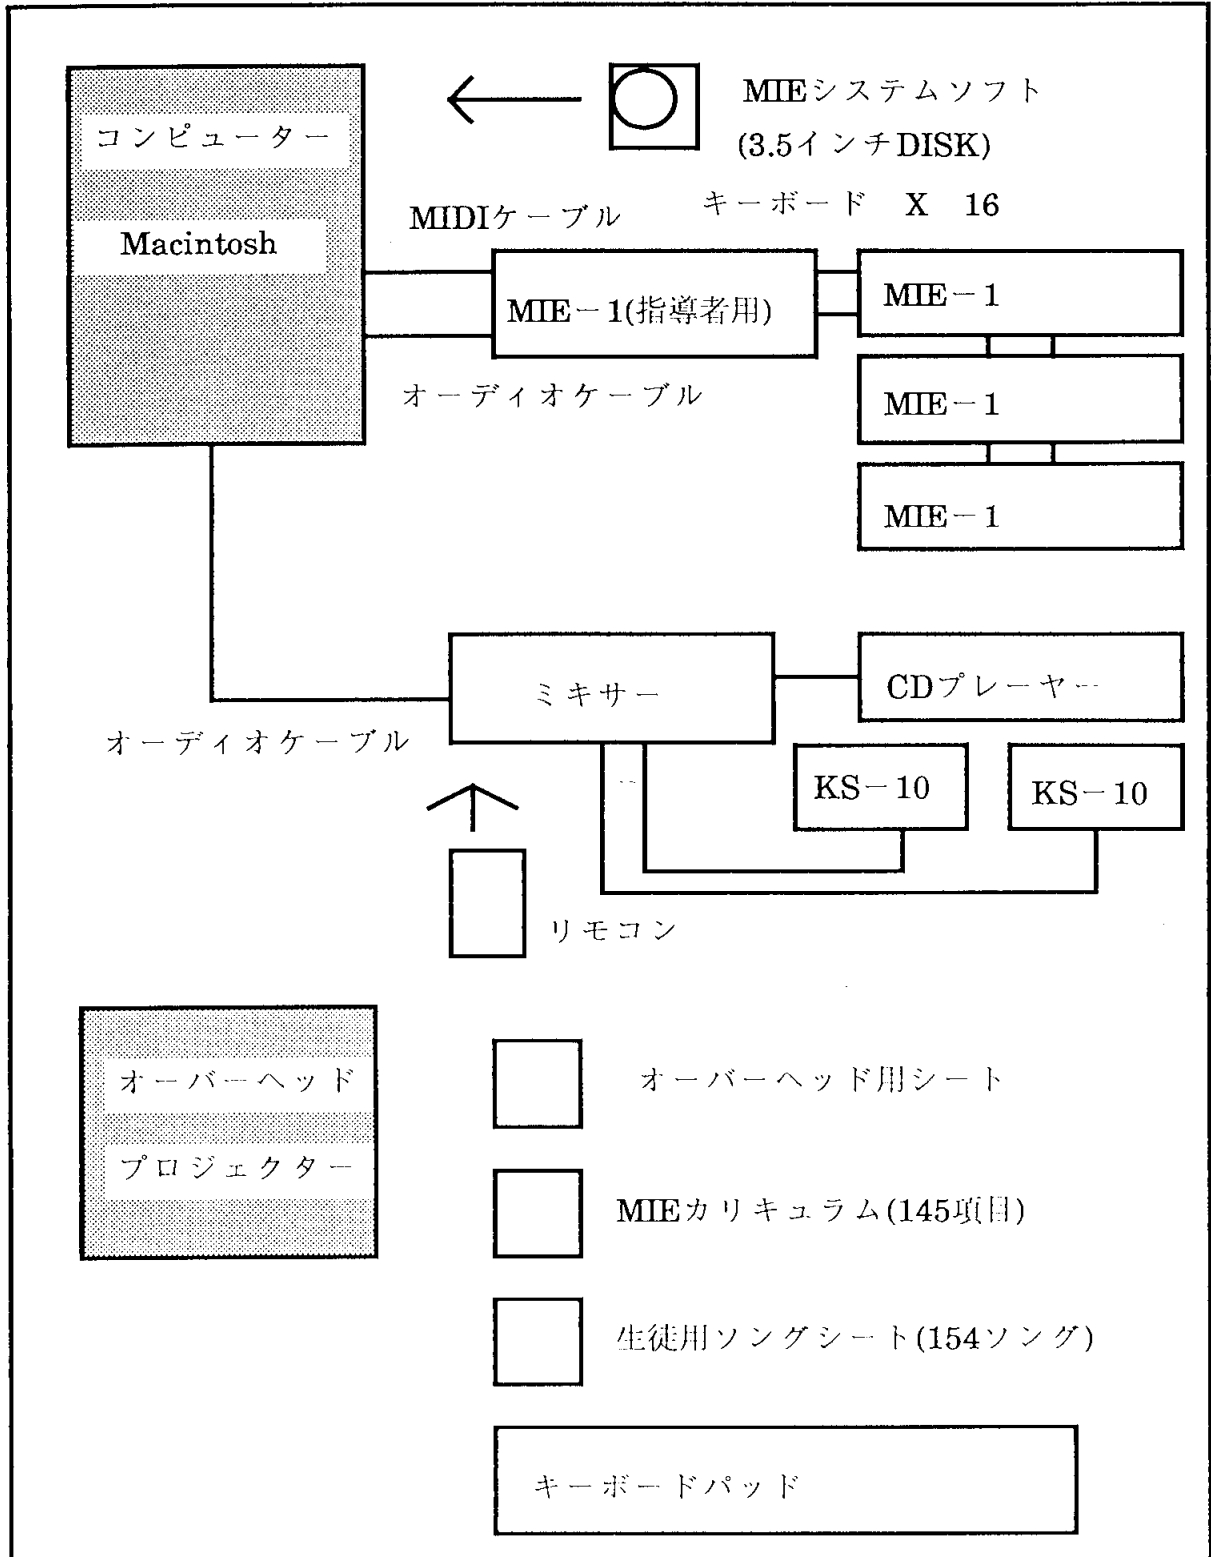 コンピューター
Macintosh
MIEシステムソフト
(3.5インチDISK)
MIDIケーブル
キーボード X 16
MIE－1(指導者用)
MIE－1
オーディオケーブル
MIE－1
MIE－1
ミキサー
CDプレーヤー
オーディオケーブル
KS－10
KS－10
リモコン
オーバーヘッド
プロジェクター
オーバーヘッド用シート
MIEカリキュラム(145項目)
生徒用ソングシート(154ソング)
キーボードパッド